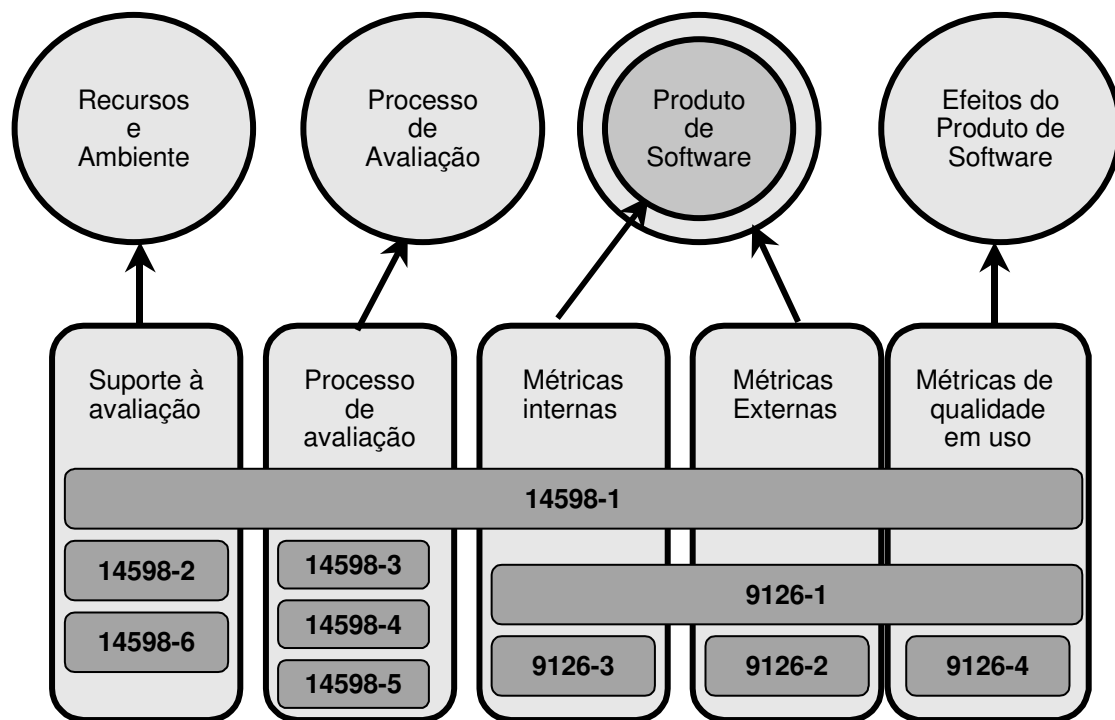 Recursos
e
Ambiente
Processo
de
Avaliação
Produto
de
Software
Efeitos do
Produto de
Software
Suporte à
avaliação
Processo
de
avaliação
Métricas
internas
Métricas
Externas
Métricas de
qualidade
em uso
14598-1
14598-2
14598-6
14598-3
14598-4
14598-5
9126-1
9126-3
9126-2
9126-4